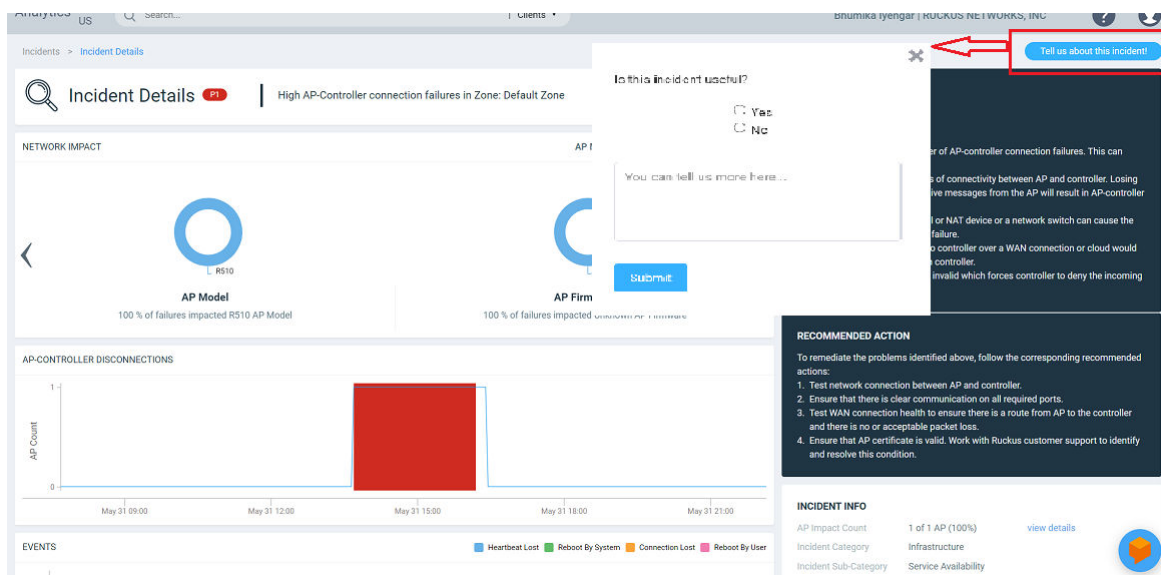 Analytics US
Search...
Clients
Bhumika Iyengar | RUCKUS NETWORKS, INC
?
Incidents > Incident Details
Tell us about this incident!
Incident Details P1
High AP-Controller connection failures in Zone: Default Zone
Is this incident useful?
Yes
No
You can tell us more here...
Submit
NETWORK IMPACT
R510
AP Model
100 % of failures impacted R510 AP Model
AP Firm
100 % of failures impacted Unknown AP Firmware
er of AP-controller connection failures. This can
s of connectivity between AP and controller. Losing
ive messages from the AP will result in AP-controller
l or NAT device or a network switch can cause the
failure.
o controller over a WAN connection or cloud would
controller.
invalid which forces controller to deny the incoming
RECOMMENDED ACTION
To remediate the problems identified above, follow the corresponding recommended
actions:
1. Test network connection between AP and controller.
2. Ensure that there is clear communication on all required ports.
3. Test WAN connection health to ensure there is a route from AP to the controller
and there is no or acceptable packet loss.
4. Ensure that AP certificate is valid. Work with Ruckus customer support to identify
and resolve this condition.
AP-CONTROLLER DISCONNECTIONS
AP Count
1
0
May 31 09:00
May 31 12:00
May 31 15:00
May 31 18:00
May 31 21:00
INCIDENT INFO
AP Impact Count 1 of 1 AP (100%) view details
Incident Category Infrastructure
Incident Sub-Category Service Availability
EVENTS
Heartbeat Lost Reboot By System Connection Lost Reboot By User